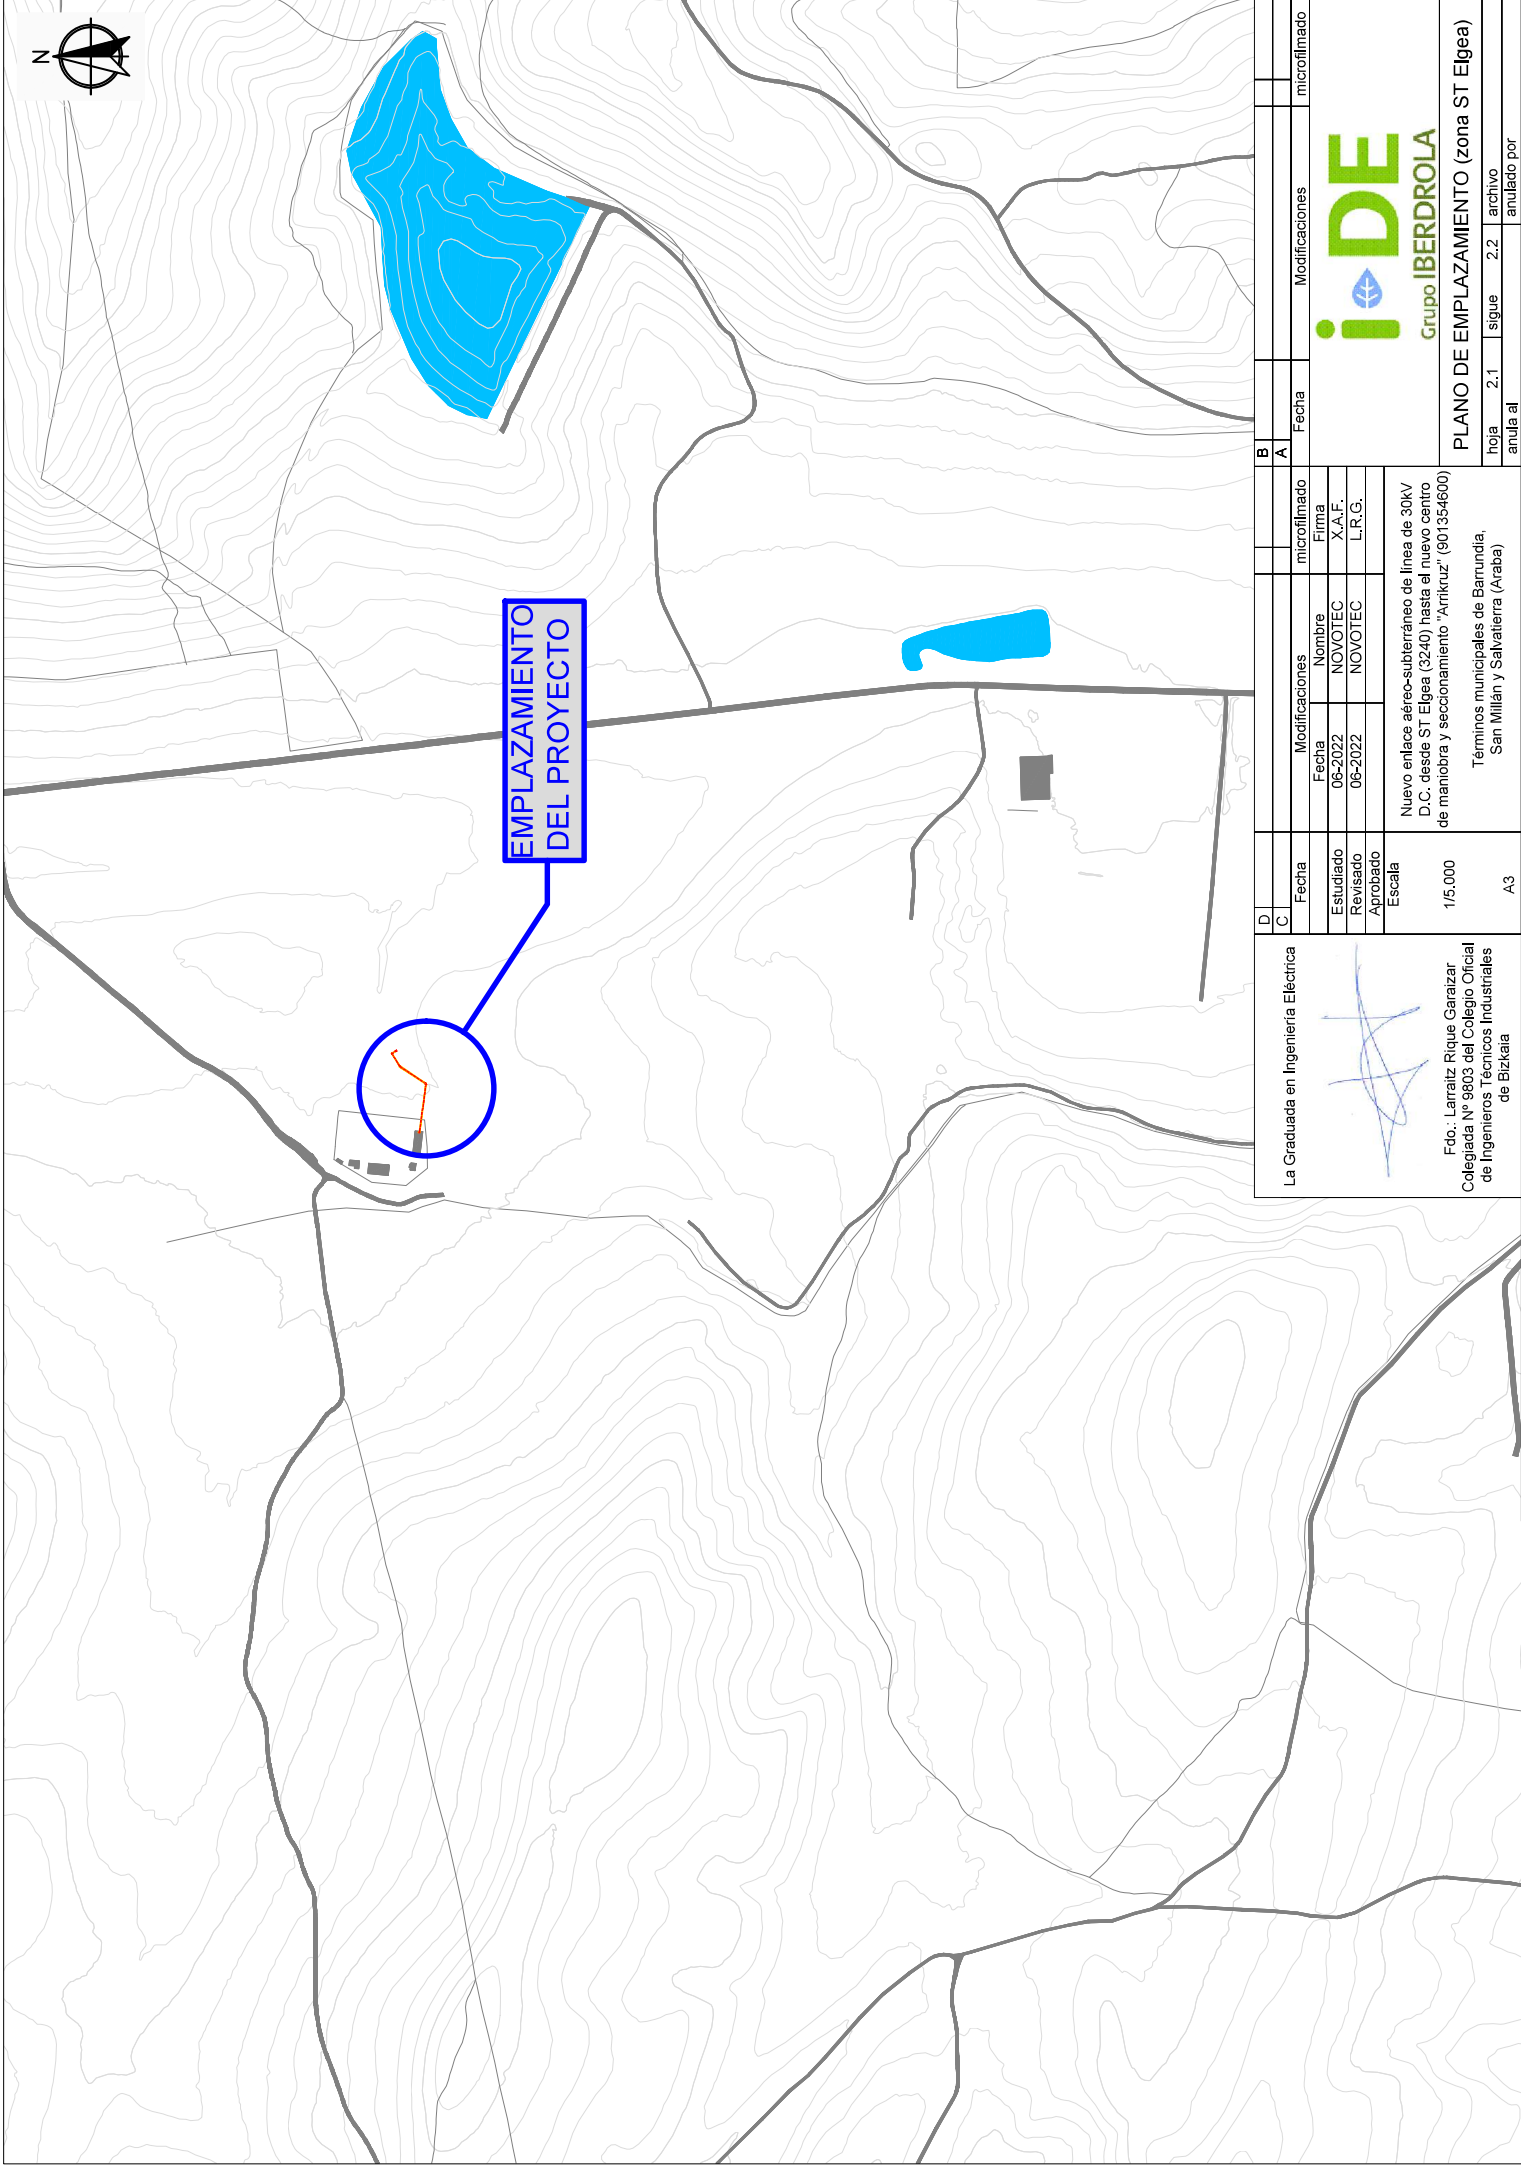 N
EMPLAZAMIENTO
DEL PROYECTO
La Graduada en Ingeniería Eléctrica
Fdo.: Larraitz Rique Garaizar
Colegiada Nº 9803 del Colegio Oficial
de Ingenieros Técnicos Industriales
de Bizkaia
D
C
Fecha Modificaciones microfilmado
B
A
Fecha Modificaciones microfilmado
Fecha Nombre Firma
Estudiado 06-2022 NOVOTEC X.A.F.
Revisado 06-2022 NOVOTEC L.R.G.
Aprobado
Escala
1/5.000
A3
Nuevo enlace aéreo-subterráneo de línea de 30kV
D.C. desde ST Elgea (3240) hasta el nuevo centro
de maniobra y seccionamiento "Arrikruz" (901354600)
Términos municipales de Barrundia,
San Millán y Salvatierra (Araba)
i DE
Grupo IBERDROLA
PLANO DE EMPLAZAMIENTO (zona ST Elgea)
hoja 2.1 sigue 2.2 archivo
anula al anulado por